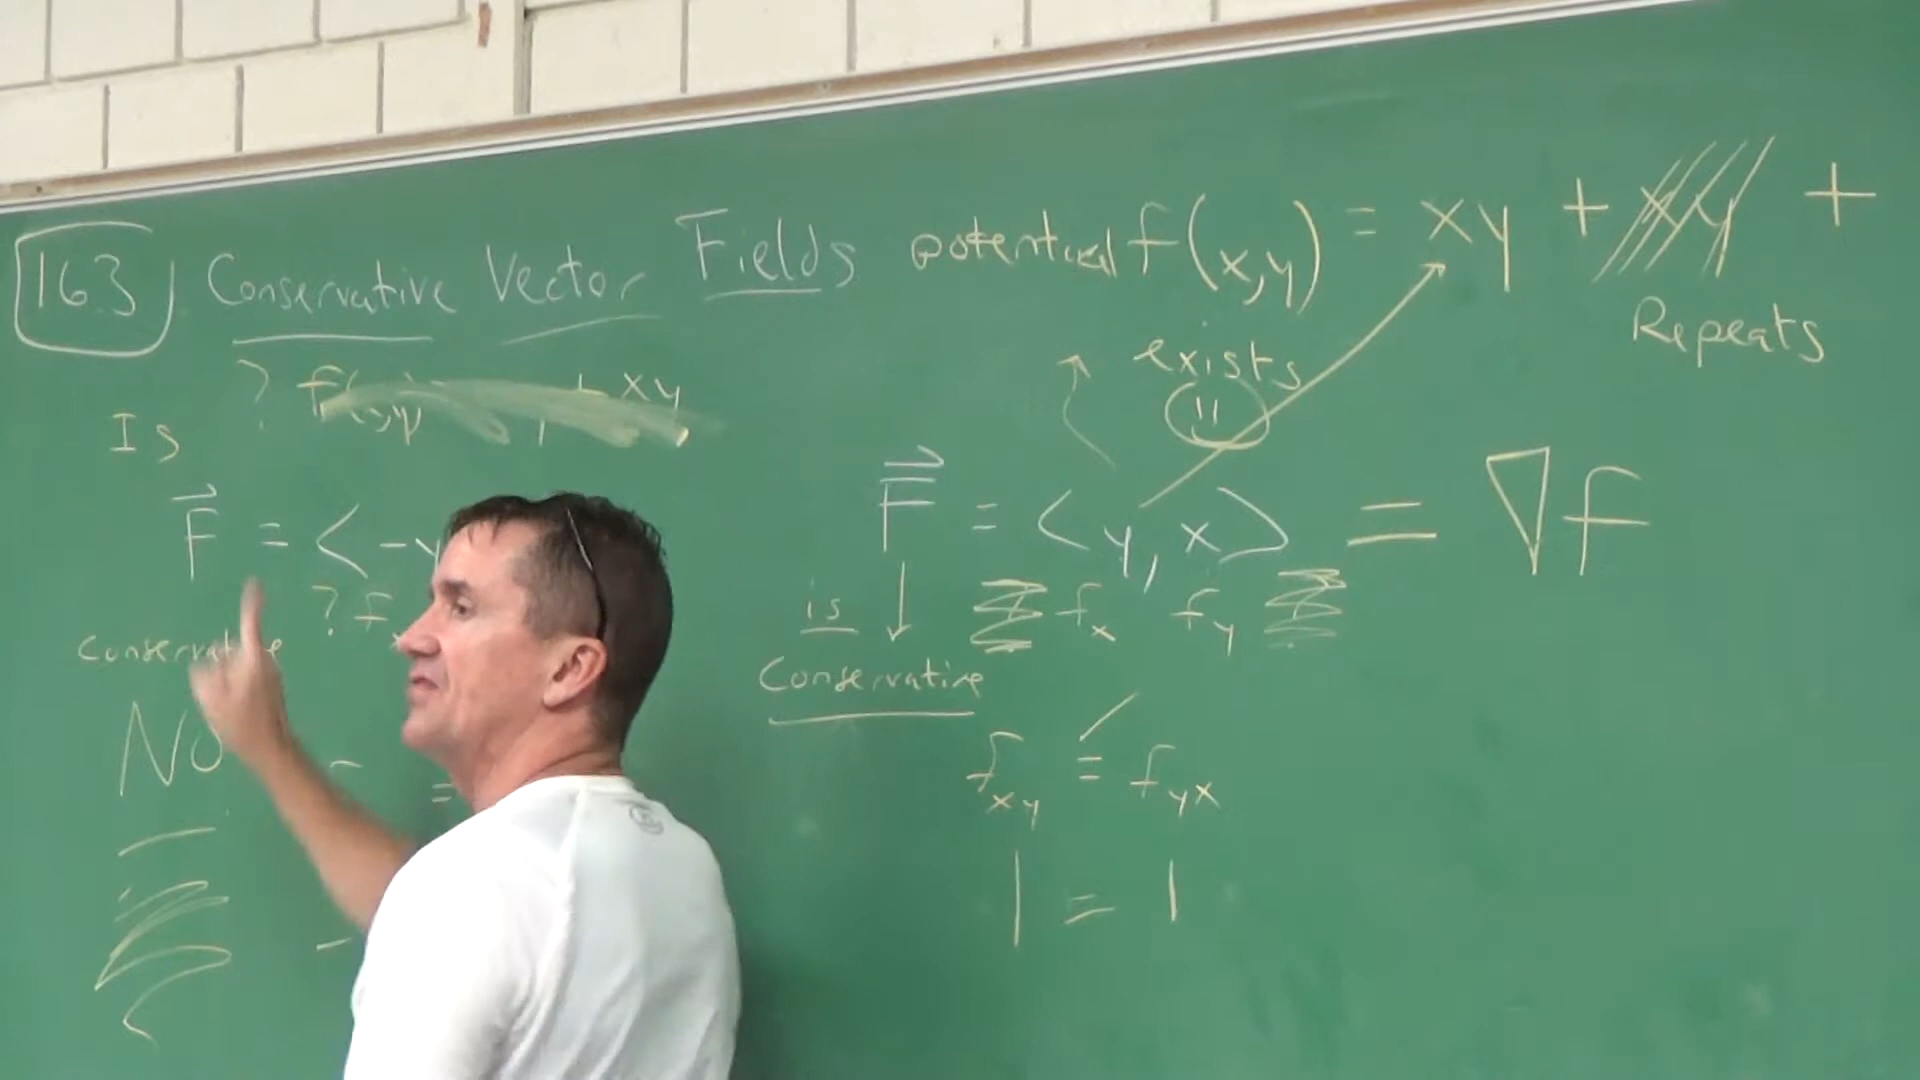 16.3 Conservative Vector Fields
potential f(x,y) = xy + xy +
Repeats
exists
? f(x,y) + xy
Is
F = < -y
? fx
Conservative
NO
=
F = < y, x > = ∇f
is fx fy
Conservative
fxy = fyx
1 = 1